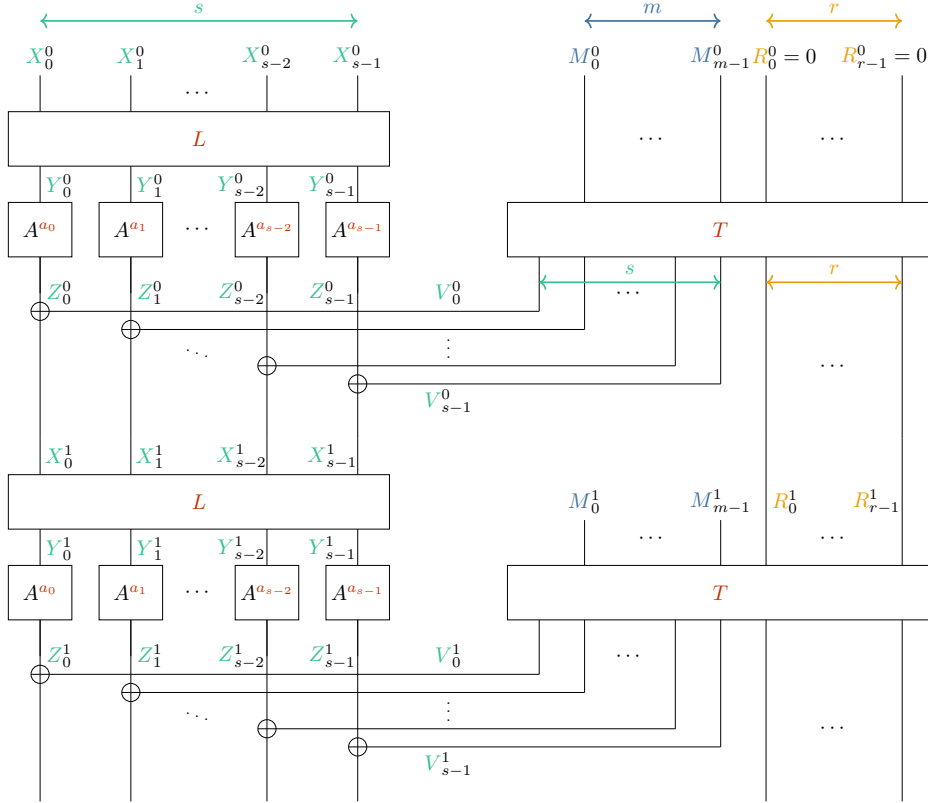 s m r
X_0^0 X_1^0 X_{s-2}^0 X_{s-1}^0 M_0^0 M_{m-1}^0 R_0^0 = 0 R_{r-1}^0 = 0
⋯ ⋯ ⋯
L
Y_0^0 Y_1^0 Y_{s-2}^0 Y_{s-1}^0
A^{a_0} A^{a_1} ⋯ A^{a_{s-2}} A^{a_{s-1}} T
s r
Z_0^0 Z_1^0 Z_{s-2}^0 Z_{s-1}^0 V_0^0 ⋯
⋱ ⋮ ⋯
V_{s-1}^0
X_0^1 X_1^1 X_{s-2}^1 X_{s-1}^1
L M_0^1 M_{m-1}^1 R_0^1 R_{r-1}^1
⋯ ⋯
Y_0^1 Y_1^1 Y_{s-2}^1 Y_{s-1}^1
A^{a_0} A^{a_1} ⋯ A^{a_{s-2}} A^{a_{s-1}} T
Z_0^1 Z_1^1 Z_{s-2}^1 Z_{s-1}^1 V_0^1 ⋯
⋱ ⋮ ⋯
V_{s-1}^1